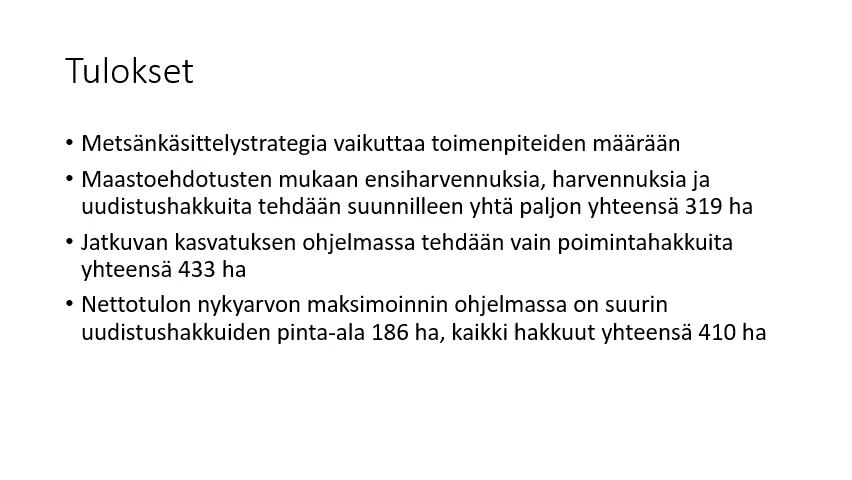 Tulokset
• Metsänkäsittelystrategia vaikuttaa toimenpiteiden määrään
• Maastoehdotusten mukaan ensiharvennuksia, harvennuksia ja
uudistushakkuita tehdään suunnilleen yhtä paljon yhteensä 319 ha
• Jatkuvan kasvatuksen ohjelmassa tehdään vain poimintahakkuita
yhteensä 433 ha
• Nettotulon nykyarvon maksimoinnin ohjelmassa on suurin
uudistushakkuiden pinta-ala 186 ha, kaikki hakkuut yhteensä 410 ha